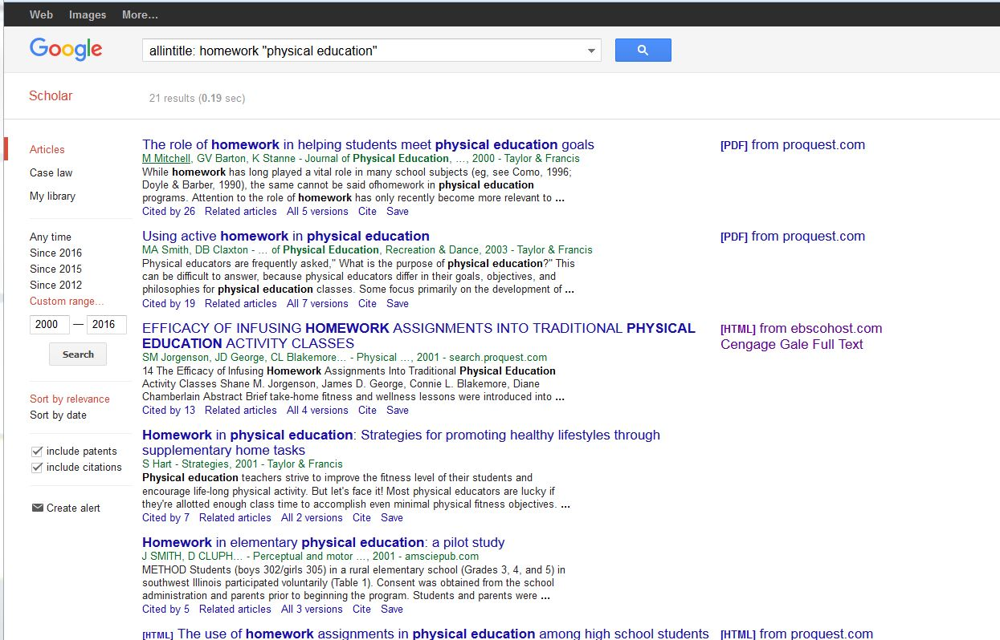 Web Images More...
Google
allintitle: homework "physical education"
Scholar
21 results (0.19 sec)
Articles
Case law
My library
Any time
Since 2016
Since 2015
Since 2012
Custom range...
2000 — 2016
Search
Sort by relevance
Sort by date
include patents
include citations
Create alert
The role of homework in helping students meet physical education goals
M Mitchell, GV Barton, K Stanne - Journal of Physical Education, ..., 2000 - Taylor & Francis
While homework has long played a vital role in many school subjects (eg, see Como, 1996;
Doyle & Barber, 1990), the same cannot be said ofhomework in physical education
programs. Attention to the role of homework has only recently become more relevant to ...
Cited by 26 Related articles All 5 versions Cite Save
[PDF] from proquest.com
Using active homework in physical education
MA Smith, DB Claxton - ... of Physical Education, Recreation & Dance, 2003 - Taylor & Francis
Physical educators are frequently asked," What is the purpose of physical education?" This
can be difficult to answer, because physical educators differ in their goals, objectives, and
philosophies for physical education classes. Some focus primarily on the development of ...
Cited by 19 Related articles All 7 versions Cite Save
[PDF] from proquest.com
EFFICACY OF INFUSING HOMEWORK ASSIGNMENTS INTO TRADITIONAL PHYSICAL
EDUCATION ACTIVITY CLASSES
SM Jorgenson, JD George, CL Blakemore... - Physical ..., 2001 - search.proquest.com
14 The Efficacy of Infusing Homework Assignments Into Traditional Physical Education
Activity Classes Shane M. Jorgenson, James D. George, Connie L. Blakemore, Diane
Chamberlain Abstract Brief take-home fitness and wellness lessons were introduced into ...
Cited by 13 Related articles All 4 versions Cite Save
[HTML] from ebscohost.com
Cengage Gale Full Text
Homework in physical education: Strategies for promoting healthy lifestyles through
supplementary home tasks
S Hart - Strategies, 2001 - Taylor & Francis
Physical education teachers strive to improve the fitness level of their students and
encourage life-long physical activity. But let's face it! Most physical educators are lucky if
they're allotted enough class time to accomplish even minimal physical fitness objectives. ...
Cited by 7 Related articles All 2 versions Cite Save
Homework in elementary physical education: a pilot study
J SMITH, D CLUPH... - Perceptual and motor ..., 2001 - amsciepub.com
METHOD Students (boys 302/girls 305) in a rural elementary school (Grades 3, 4, and 5) in
southwest Illinois participated voluntarily (Table 1). Consent was obtained from the school
administration and parents prior to beginning the program. Students and parents were ...
Cited by 5 Related articles All 3 versions Cite Save
[HTML] The use of homework assignments in physical education among high school students
[HTML] from proquest.com